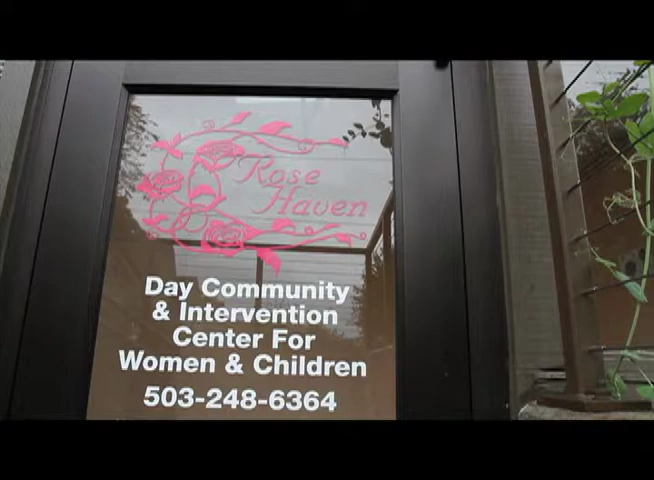 Rose
Haven
Day Community
& Intervention
Center For
Women & Children
503-248-6364